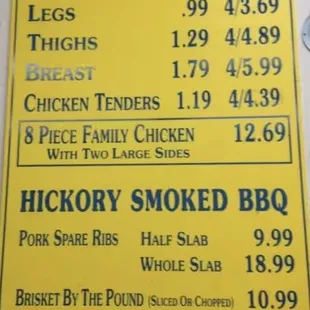 LEGS .99 4/3.69
THIGHS 1.29 4/4.89
BREAST 1.79 4/5.99
CHICKEN TENDERS 1.19 4/4.39
8 PIECE FAMILY CHICKEN 12.69
WITH TWO LARGE SIDES
HICKORY SMOKED BBQ
PORK SPARE RIBS HALF SLAB 9.99
WHOLE SLAB 18.99
BRISKET BY THE POUND (SLICED OR CHOPPED) 10.99